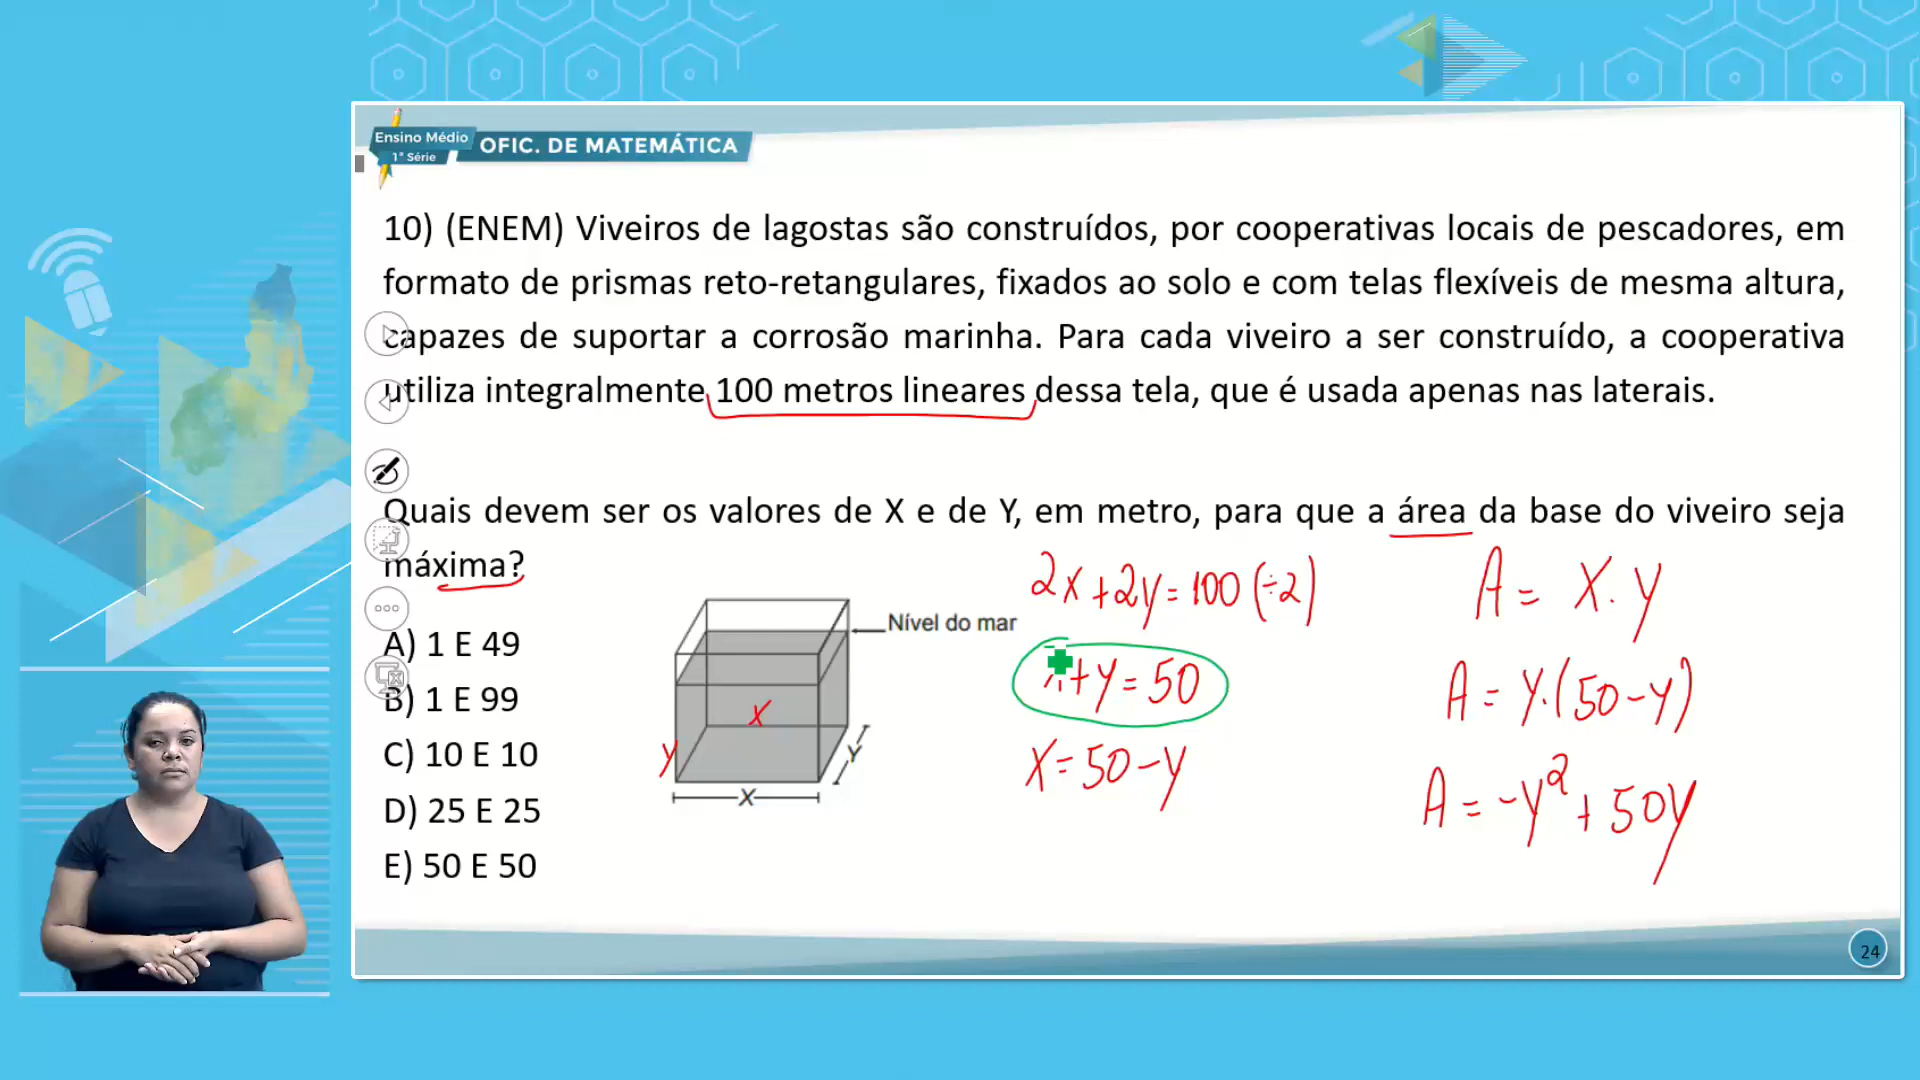 Ensino Médio
1ª Série
OFIC. DE MATEMÁTICA
10) (ENEM) Viveiros de lagostas são construídos, por cooperativas locais de pescadores, em
formato de prismas reto-retangulares, fixados ao solo e com telas flexíveis de mesma altura,
capazes de suportar a corrosão marinha. Para cada viveiro a ser construído, a cooperativa
utiliza integralmente 100 metros lineares dessa tela, que é usada apenas nas laterais.
Quais devem ser os valores de X e de Y, em metro, para que a área da base do viveiro seja
máxima?
A) 1 E 49
B) 1 E 99
C) 10 E 10
D) 25 E 25
E) 50 E 50
Nível do mar
X
Y
X
Y
2x+2y=100 (÷2)
+y=50
X=50-y
A = X.y
A = y.(50-y)
A = -y²+50y
24